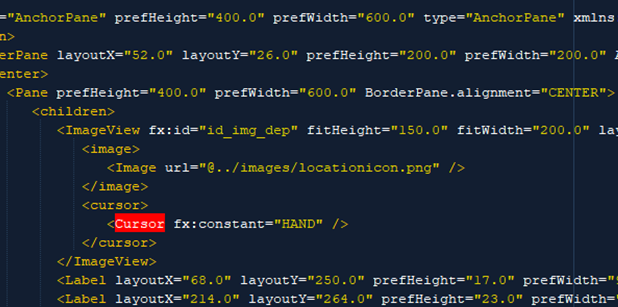 ="AnchorPane" prefHeight="400.0" prefWidth="600.0" type="AnchorPane" xmlns
n>
erPane layoutX="52.0" layoutY="26.0" prefHeight="200.0" prefWidth="200.0"
enter>
<Pane prefHeight="400.0" prefWidth="600.0" BorderPane.alignment="CENTER">
<children>
<ImageView fx:id="id_img_dep" fitHeight="150.0" fitWidth="200.0" lay
<image>
<Image url="@../images/locationicon.png" />
</image>
<cursor>
<Cursor fx:constant="HAND" />
</cursor>
</ImageView>
<Label layoutX="68.0" layoutY="250.0" prefHeight="17.0" prefWidth="
<Label layoutX="214.0" layoutY="264.0" prefHeight="23.0" prefWidth=